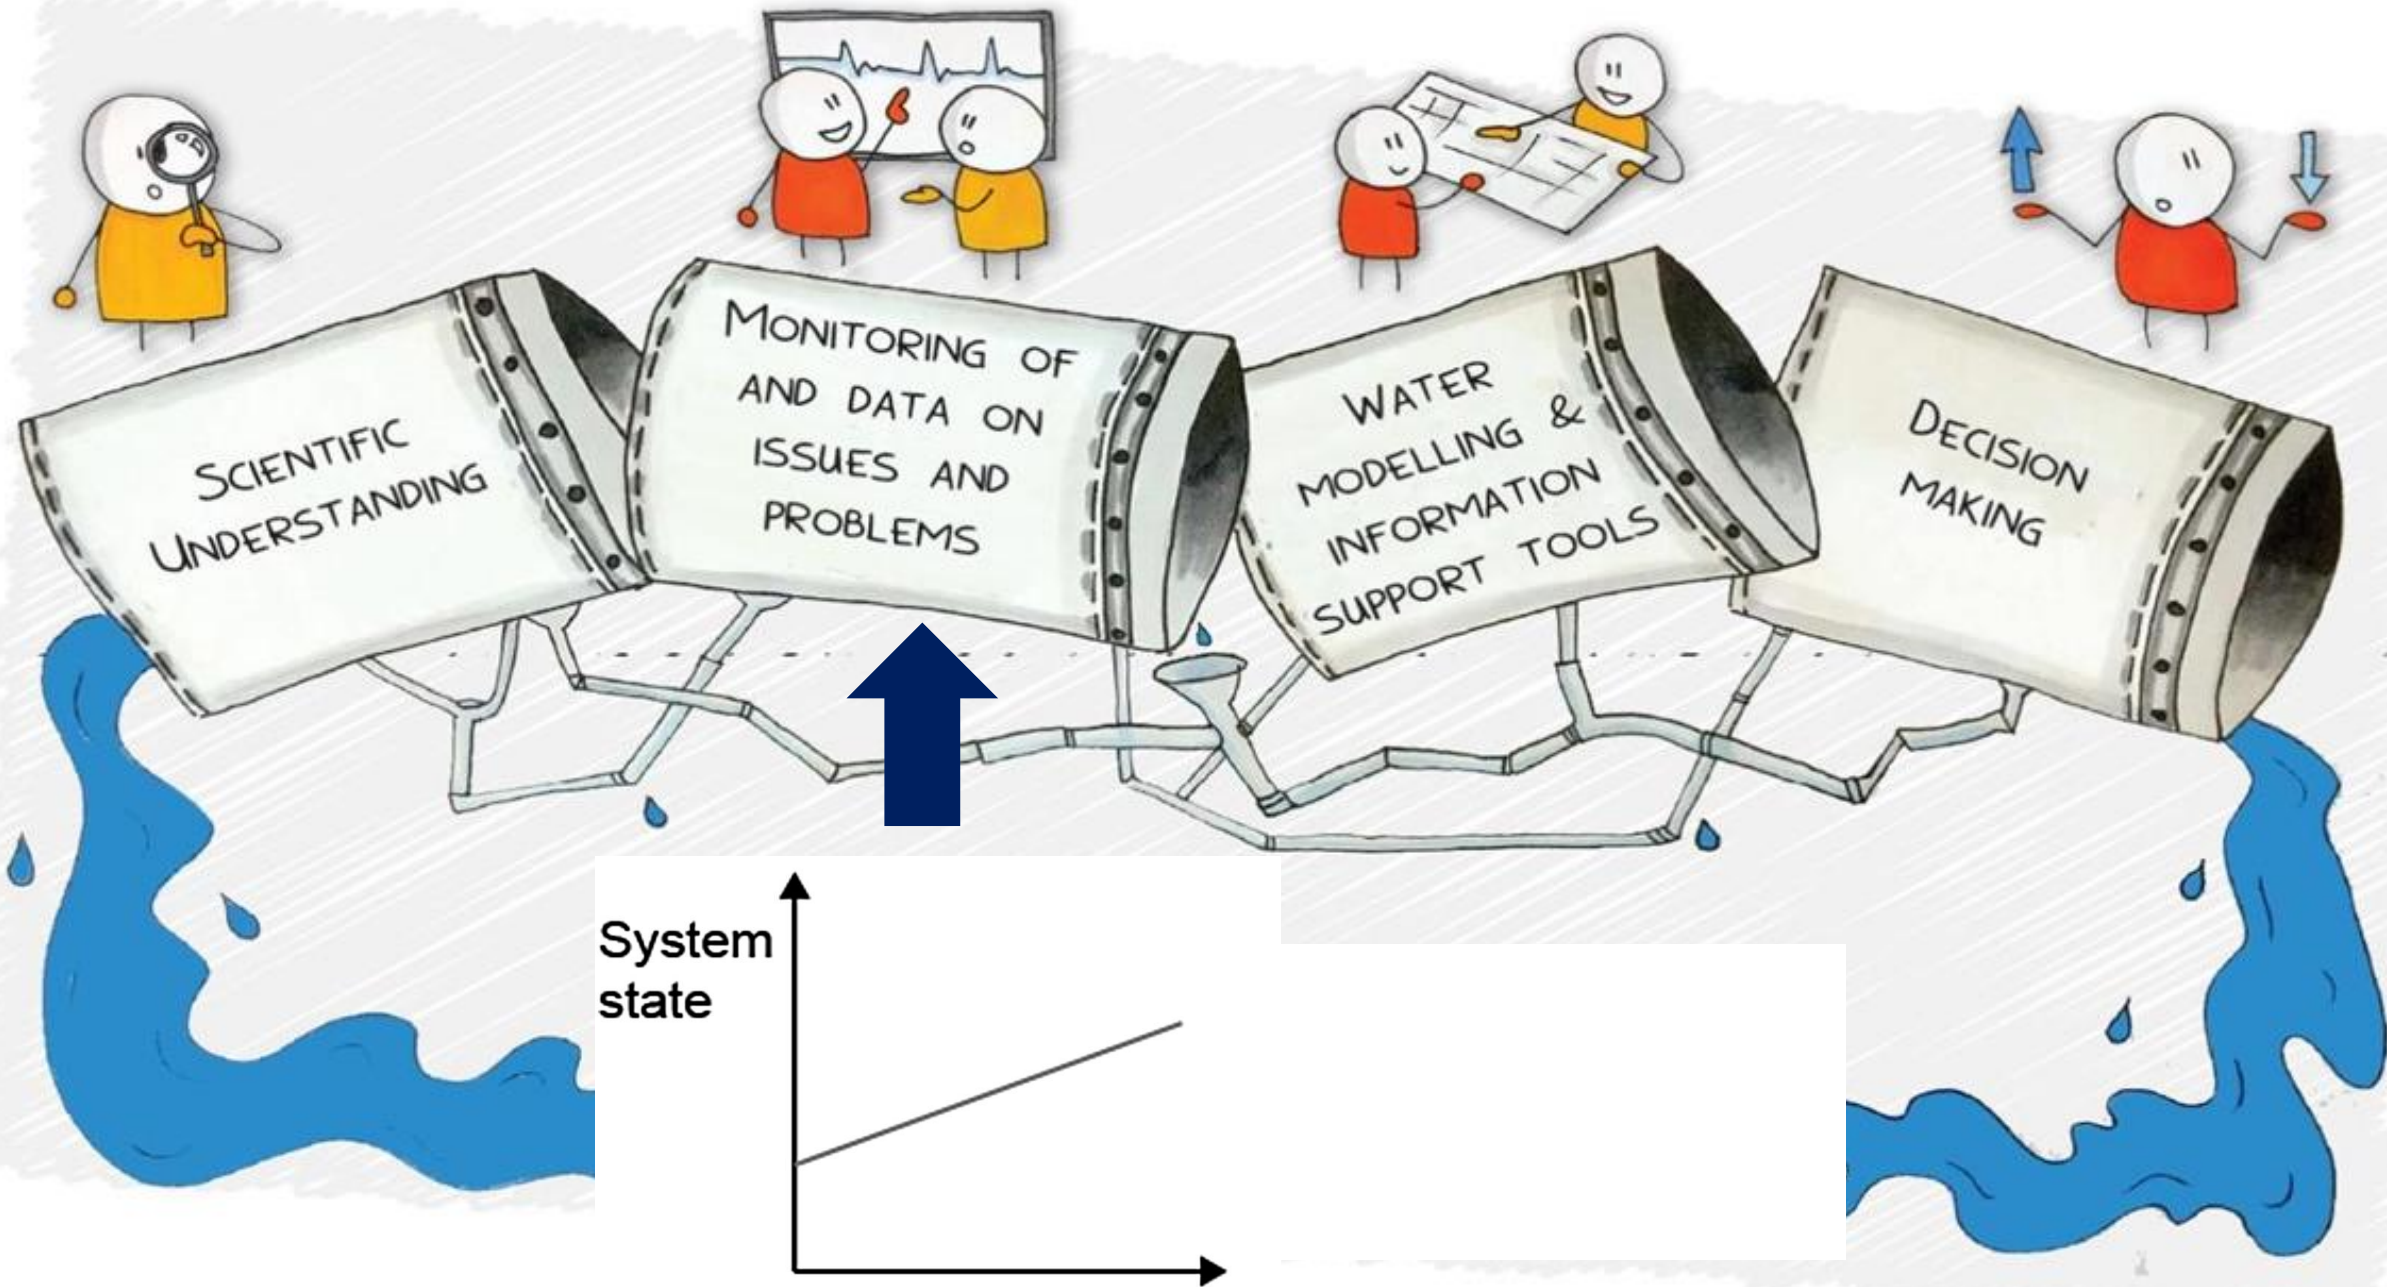 SCIENTIFIC
UNDERSTANDING
MONITORING OF
AND DATA ON
ISSUES AND
PROBLEMS
WATER
MODELLING &
INFORMATION
SUPPORT TOOLS
DECISION
MAKING
System
state